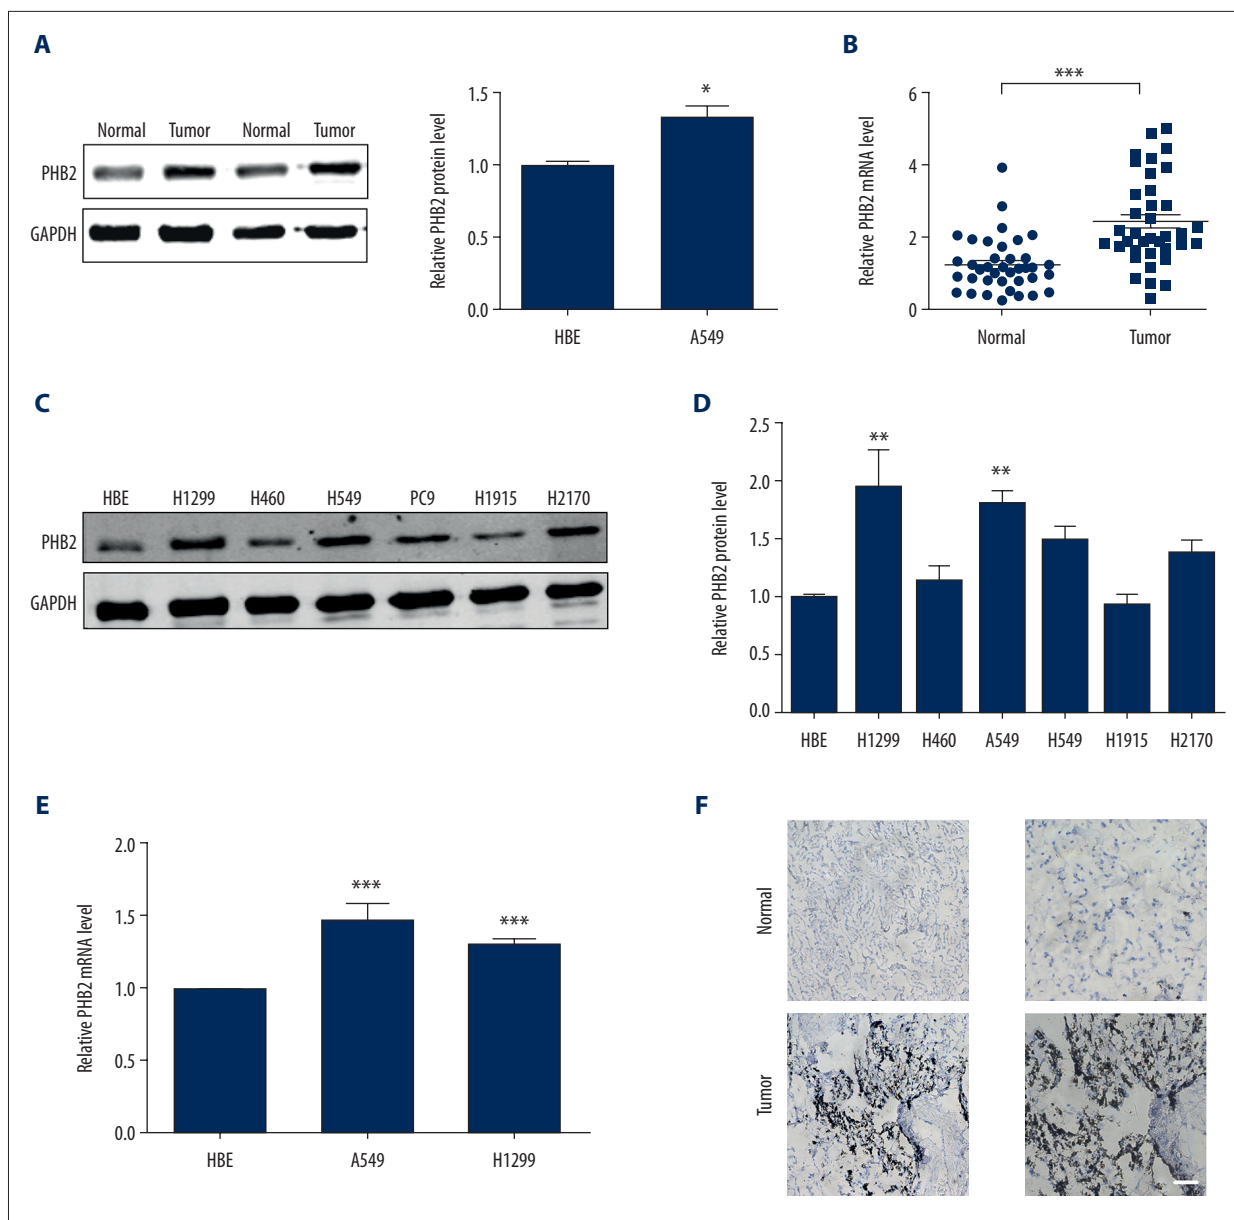 A
Normal Tumor Normal Tumor
PHB2
GAPDH
Relative PHB2 protein level
1.5
1.0
0.5
0.0
*
HBE A549
B
Relative PHB2 mRNA level
6
4
2
0
***
Normal Tumor
C
HBE H1299 H460 H549 PC9 H1915 H2170
PHB2
GAPDH
D
Relative PHB2 protein level
2.5
2.0
1.5
1.0
0.5
0.0
**
**
HBE H1299 H460 A549 H549 H1915 H2170
E
Relative PHB2 mRNA level
2.0
1.5
1.0
0.5
0.0
***
***
HBE A549 H1299
F
Normal
Tumor